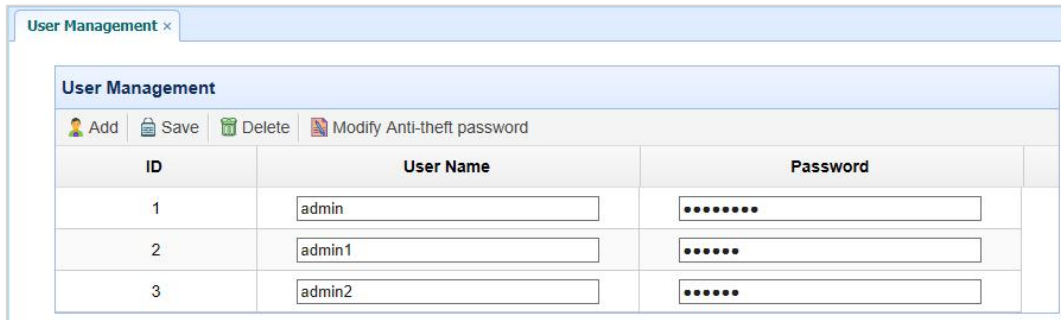 User Management ×
User Management
Add Save Delete Modify Anti-theft password
ID User Name Password
1 admin ••••••••
2 admin1 ••••••
3 admin2 ••••••